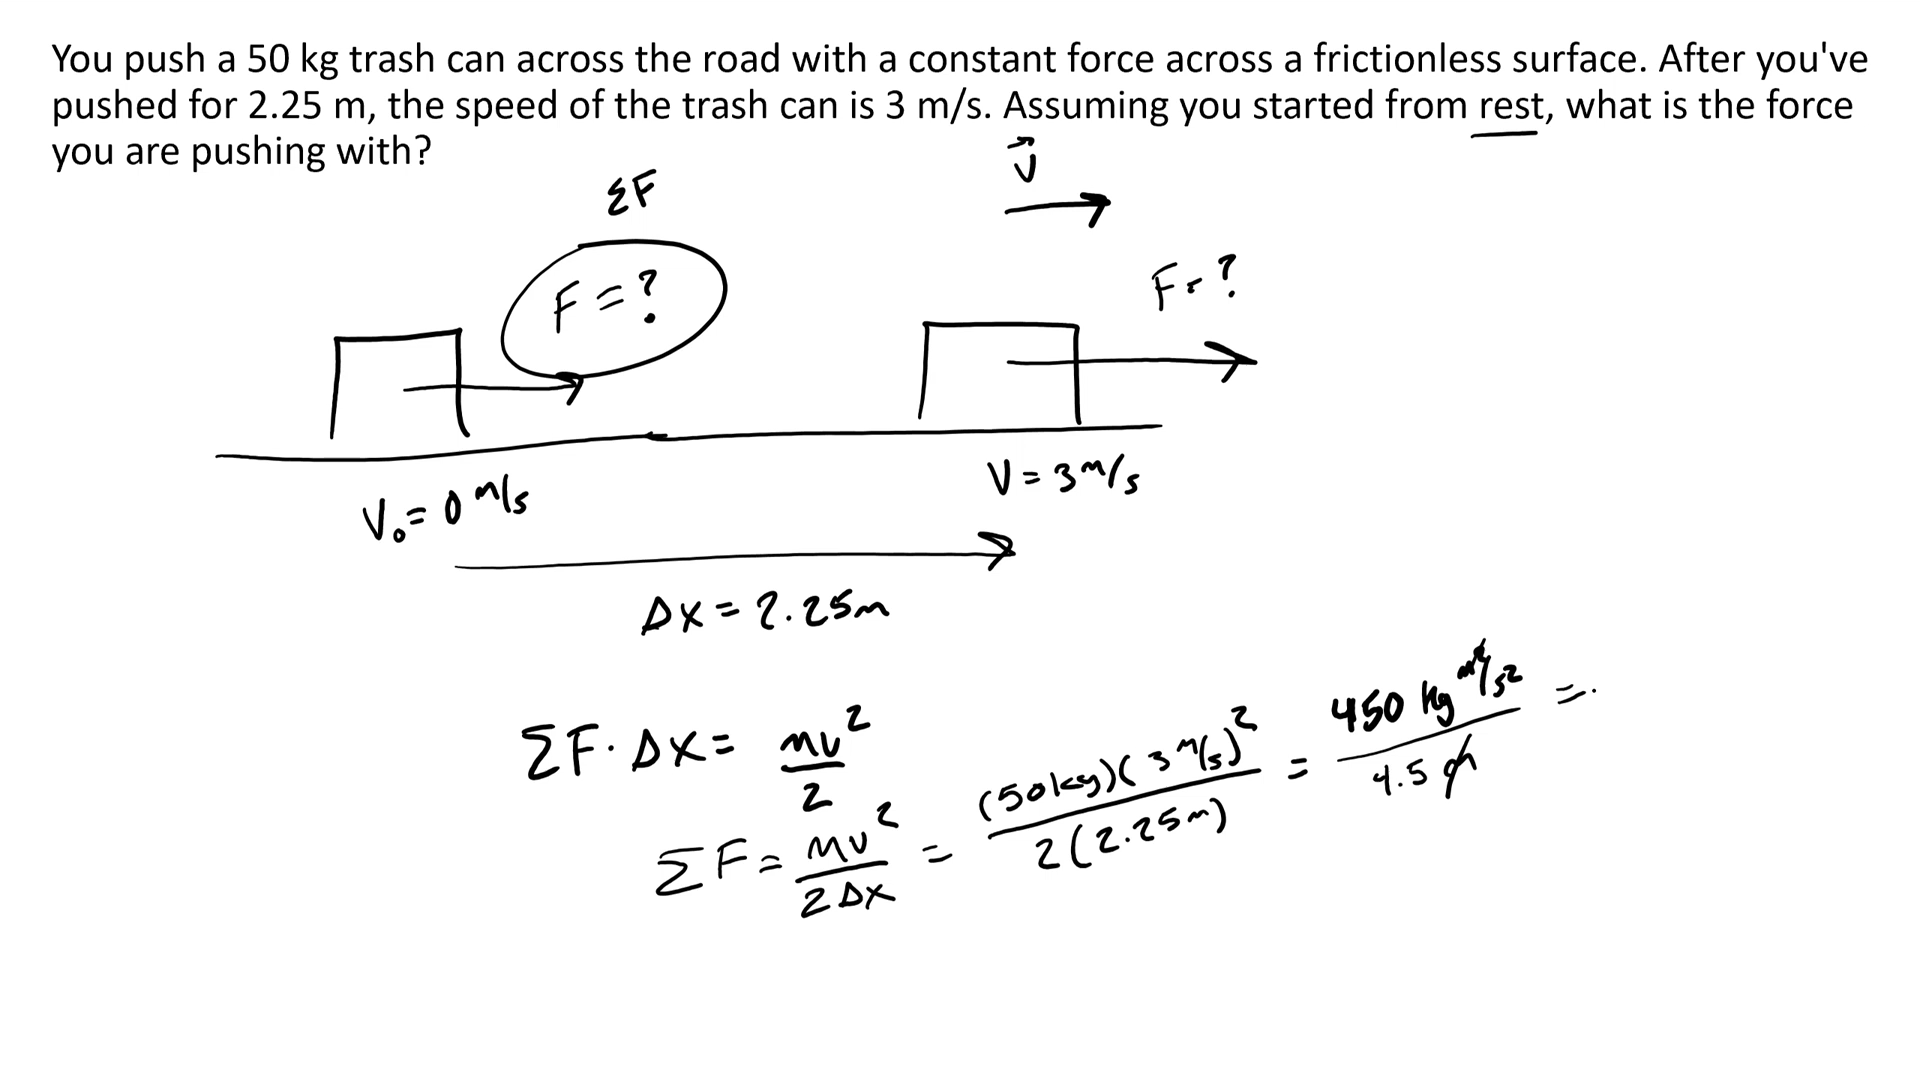 You push a 50 kg trash can across the road with a constant force across a frictionless surface. After you've
pushed for 2.25 m, the speed of the trash can is 3 m/s. Assuming you started from rest, what is the force
you are pushing with?
ΣF
v⃗
F = ?
F = ?
V₀ = 0 m/s
V = 3 m/s
Δx = 2.25m
ΣF · Δx = mv²/2
ΣF = mv²/2Δx = (50kg)(3 m/s)²/2(2.25m) = 450 kg m²/s²/4.5 m =